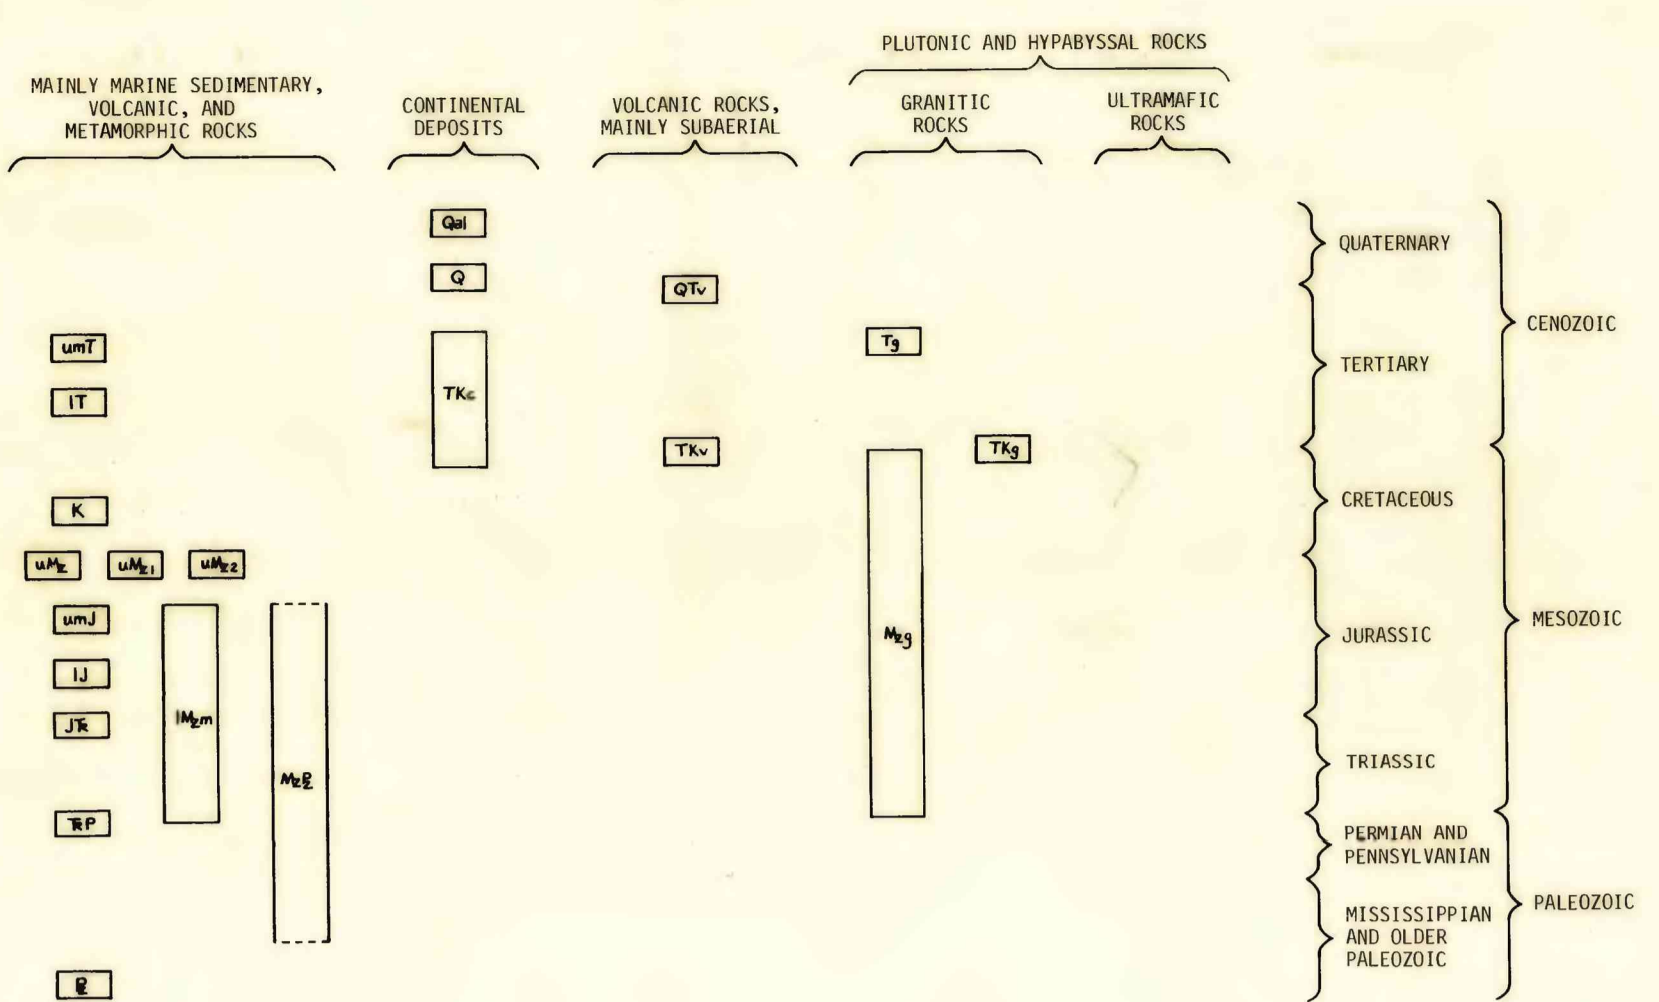 PLUTONIC AND HYPABYSSAL ROCKS
MAINLY MARINE SEDIMENTARY,
VOLCANIC, AND
METAMORPHIC ROCKS
CONTINENTAL
DEPOSITS
VOLCANIC ROCKS,
MAINLY SUBAERIAL
GRANITIC
ROCKS
ULTRAMAFIC
ROCKS
Qal
Q
QTv
umT
lT
TKc
Tg
TKv
TKg
K
uMz
uMz1
uMz2
umJ
lJ
JTR
lMzm
MzPz
TRP
Pz
Mzg
QUATERNARY
TERTIARY
CRETACEOUS
JURASSIC
TRIASSIC
PERMIAN AND
PENNSYLVANIAN
MISSISSIPPIAN
AND OLDER
PALEOZOIC
CENOZOIC
MESOZOIC
PALEOZOIC